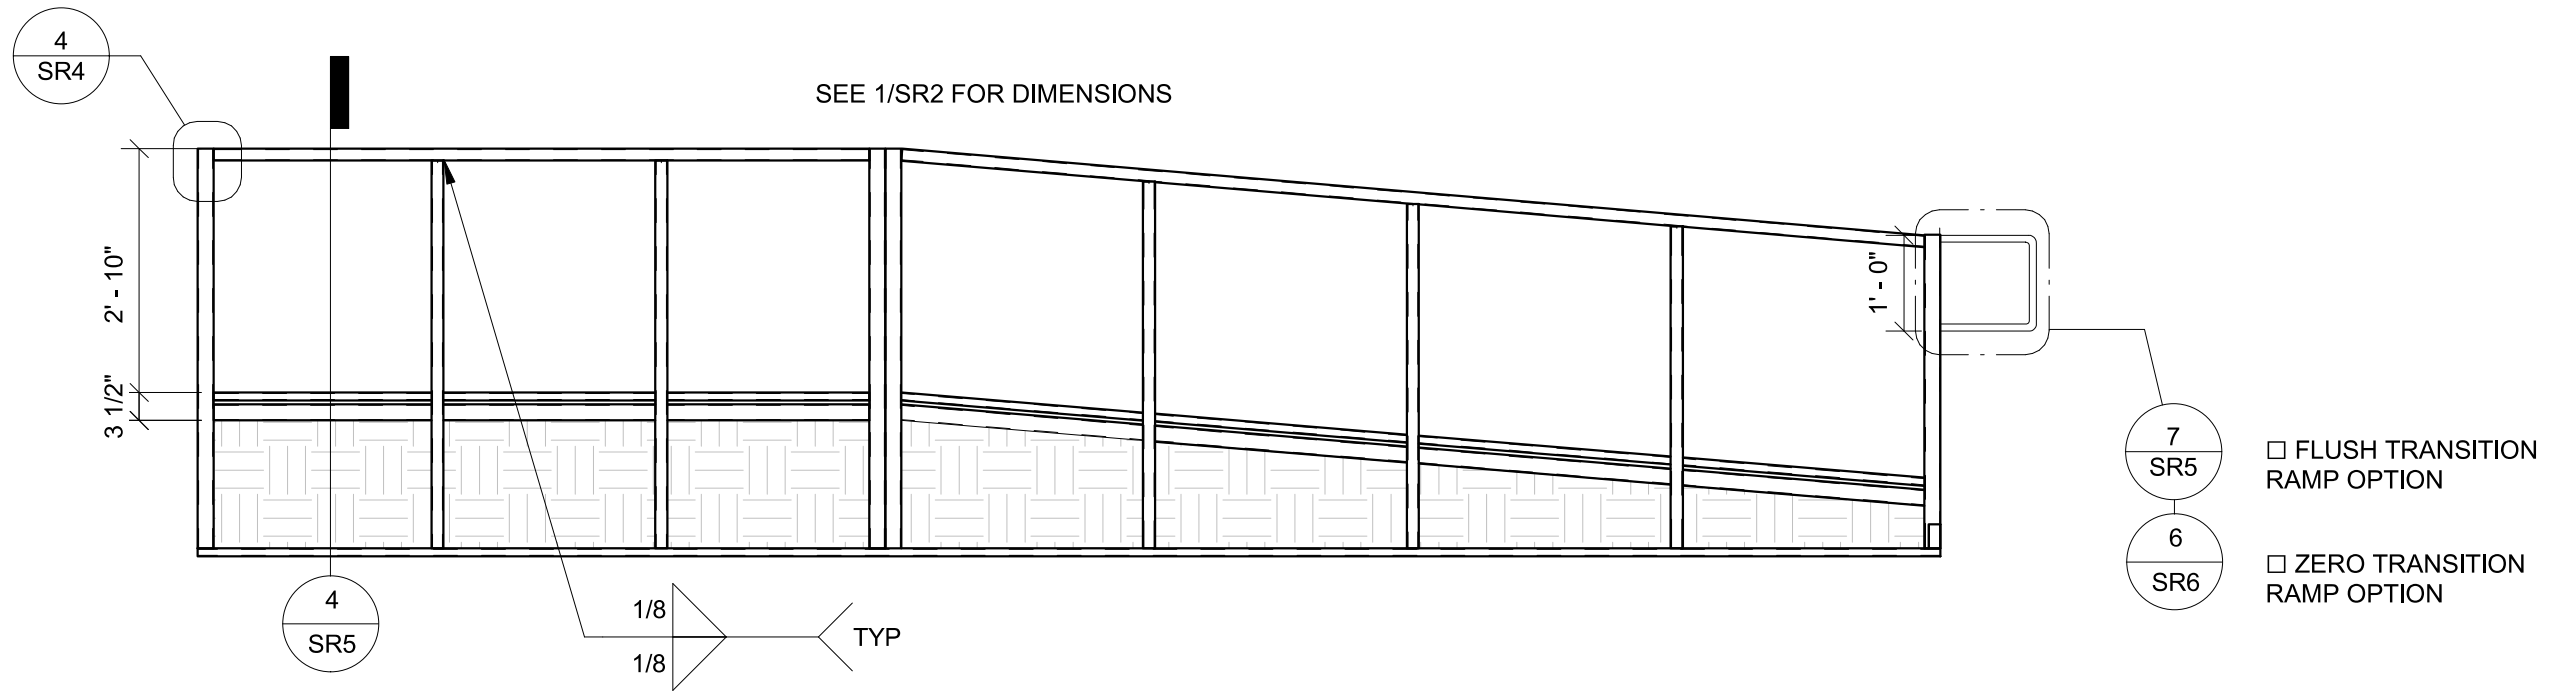 4
SR4
SEE 1/SR2 FOR DIMENSIONS
2' - 10"
3 1/2"
1' - 0"
7
SR5
□ FLUSH TRANSITION
RAMP OPTION
6
SR6
□ ZERO TRANSITION
RAMP OPTION
4
SR5
1/8
1/8
TYP